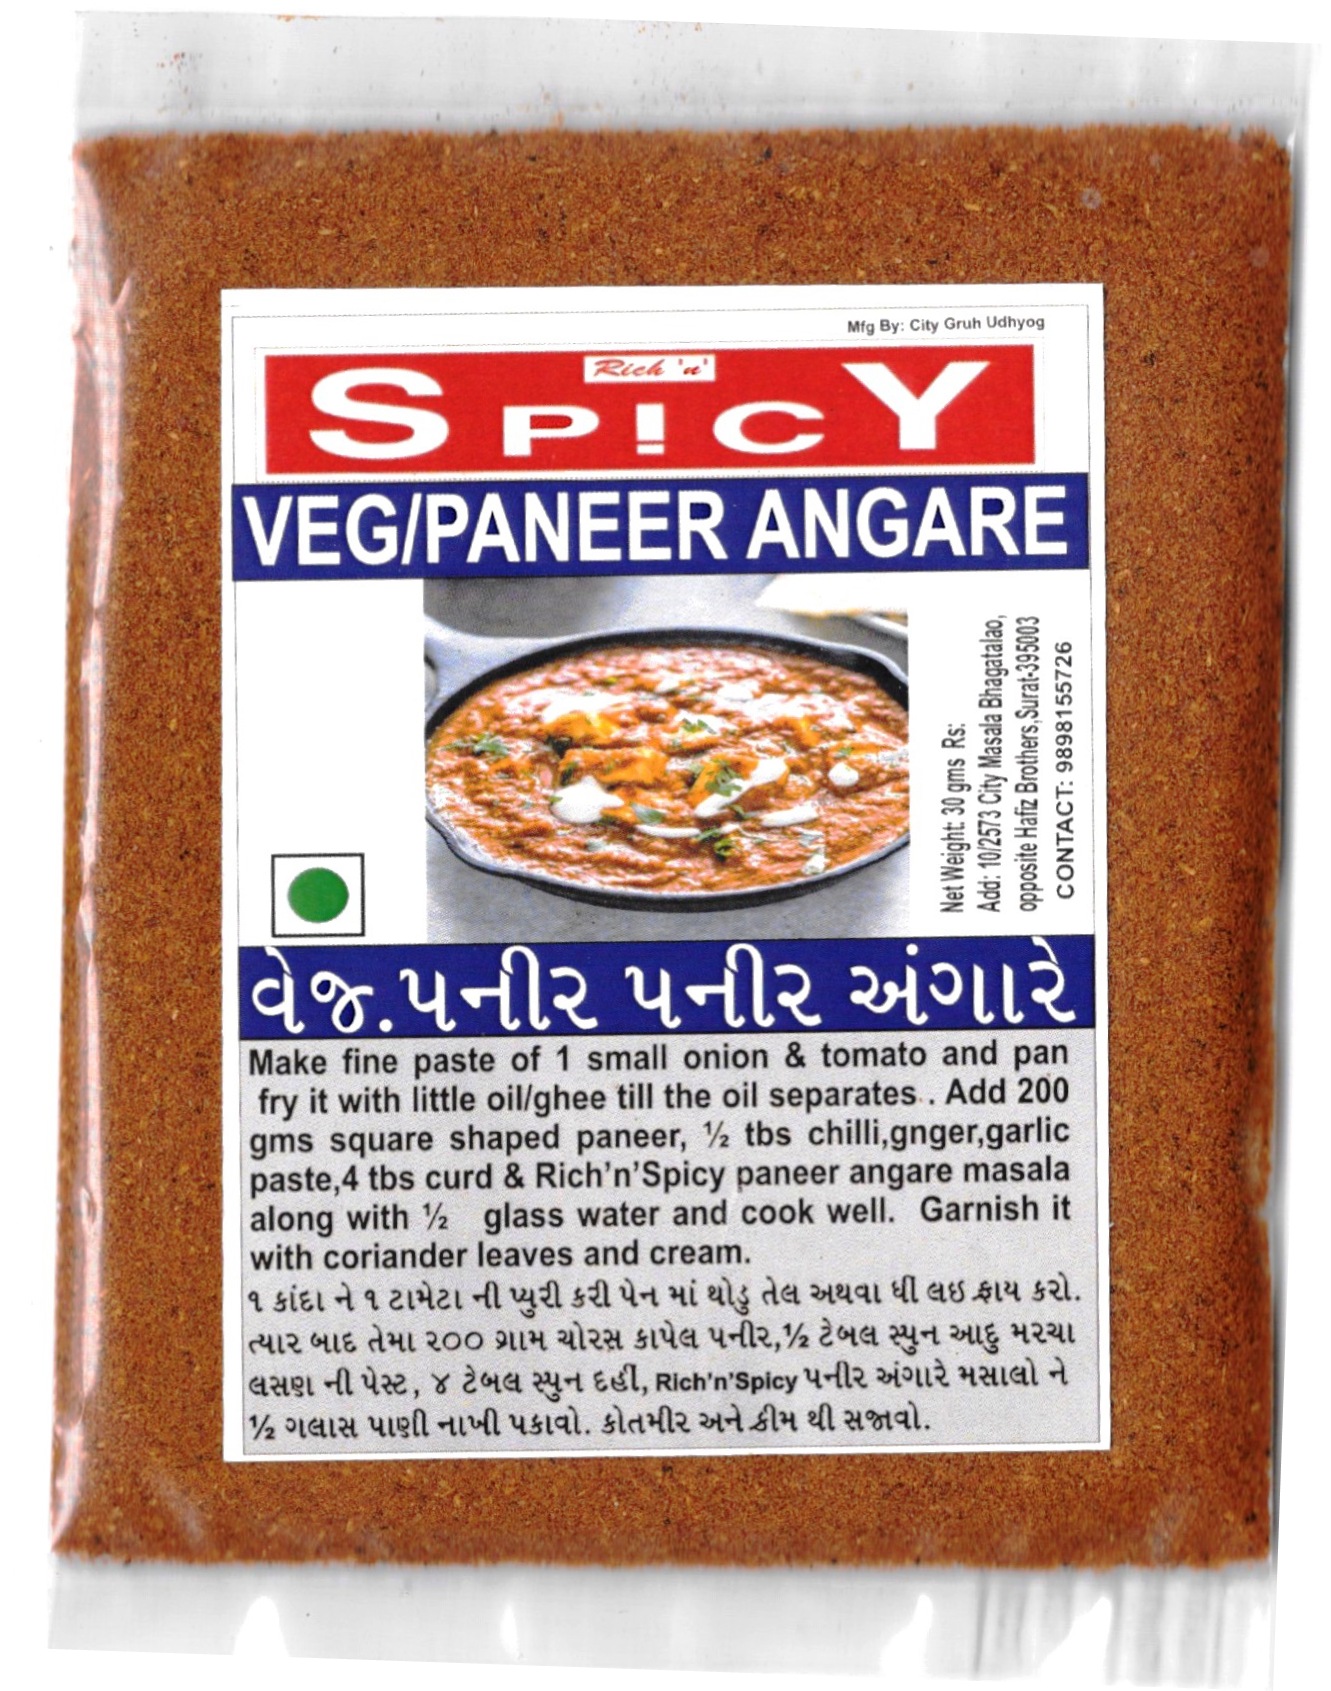 Mfg By: City Gruh Udhyog
Rich 'n'
SPICY
VEG/PANEER ANGARE
Net Weight: 30 gms Rs:
Add: 10/2573 City Masala Bhagatalao,
opposite Hafiz Brothers,Surat-395003
CONTACT: 9898155726
વેજ.પનીર પનીર અંગારે
Make fine paste of 1 small onion & tomato and pan
fry it with little oil/ghee till the oil separates.. Add 200
gms square shaped paneer, ½ tbs chilli,gnger,garlic
paste,4 tbs curd & Rich'n'Spicy paneer angare masala
along with ½ glass water and cook well. Garnish it
with coriander leaves and cream.
૧ કાંદા ને ૧ ટામેટા ની પ્યુરી કરી પેન માં થોડુ તેલ અથવા ઘી લઇ ફ્રાય કરો.
ત્યાર બાદ તેમા ૨૦૦ ગ્રામ ચોરસ કાપેલ પનીર,½ ટેબલ સ્પુન આદુ મરચા
લસણ ની પેસ્ટ, ૪ ટેબલ સ્પુન દહીં, Rich'n'Spicy પનીર અંગારે મસાલો ને
½ ગલાસ પાણી નાખી પકાવો. કોતમીર અને ક્રીમ થી સજાવો.